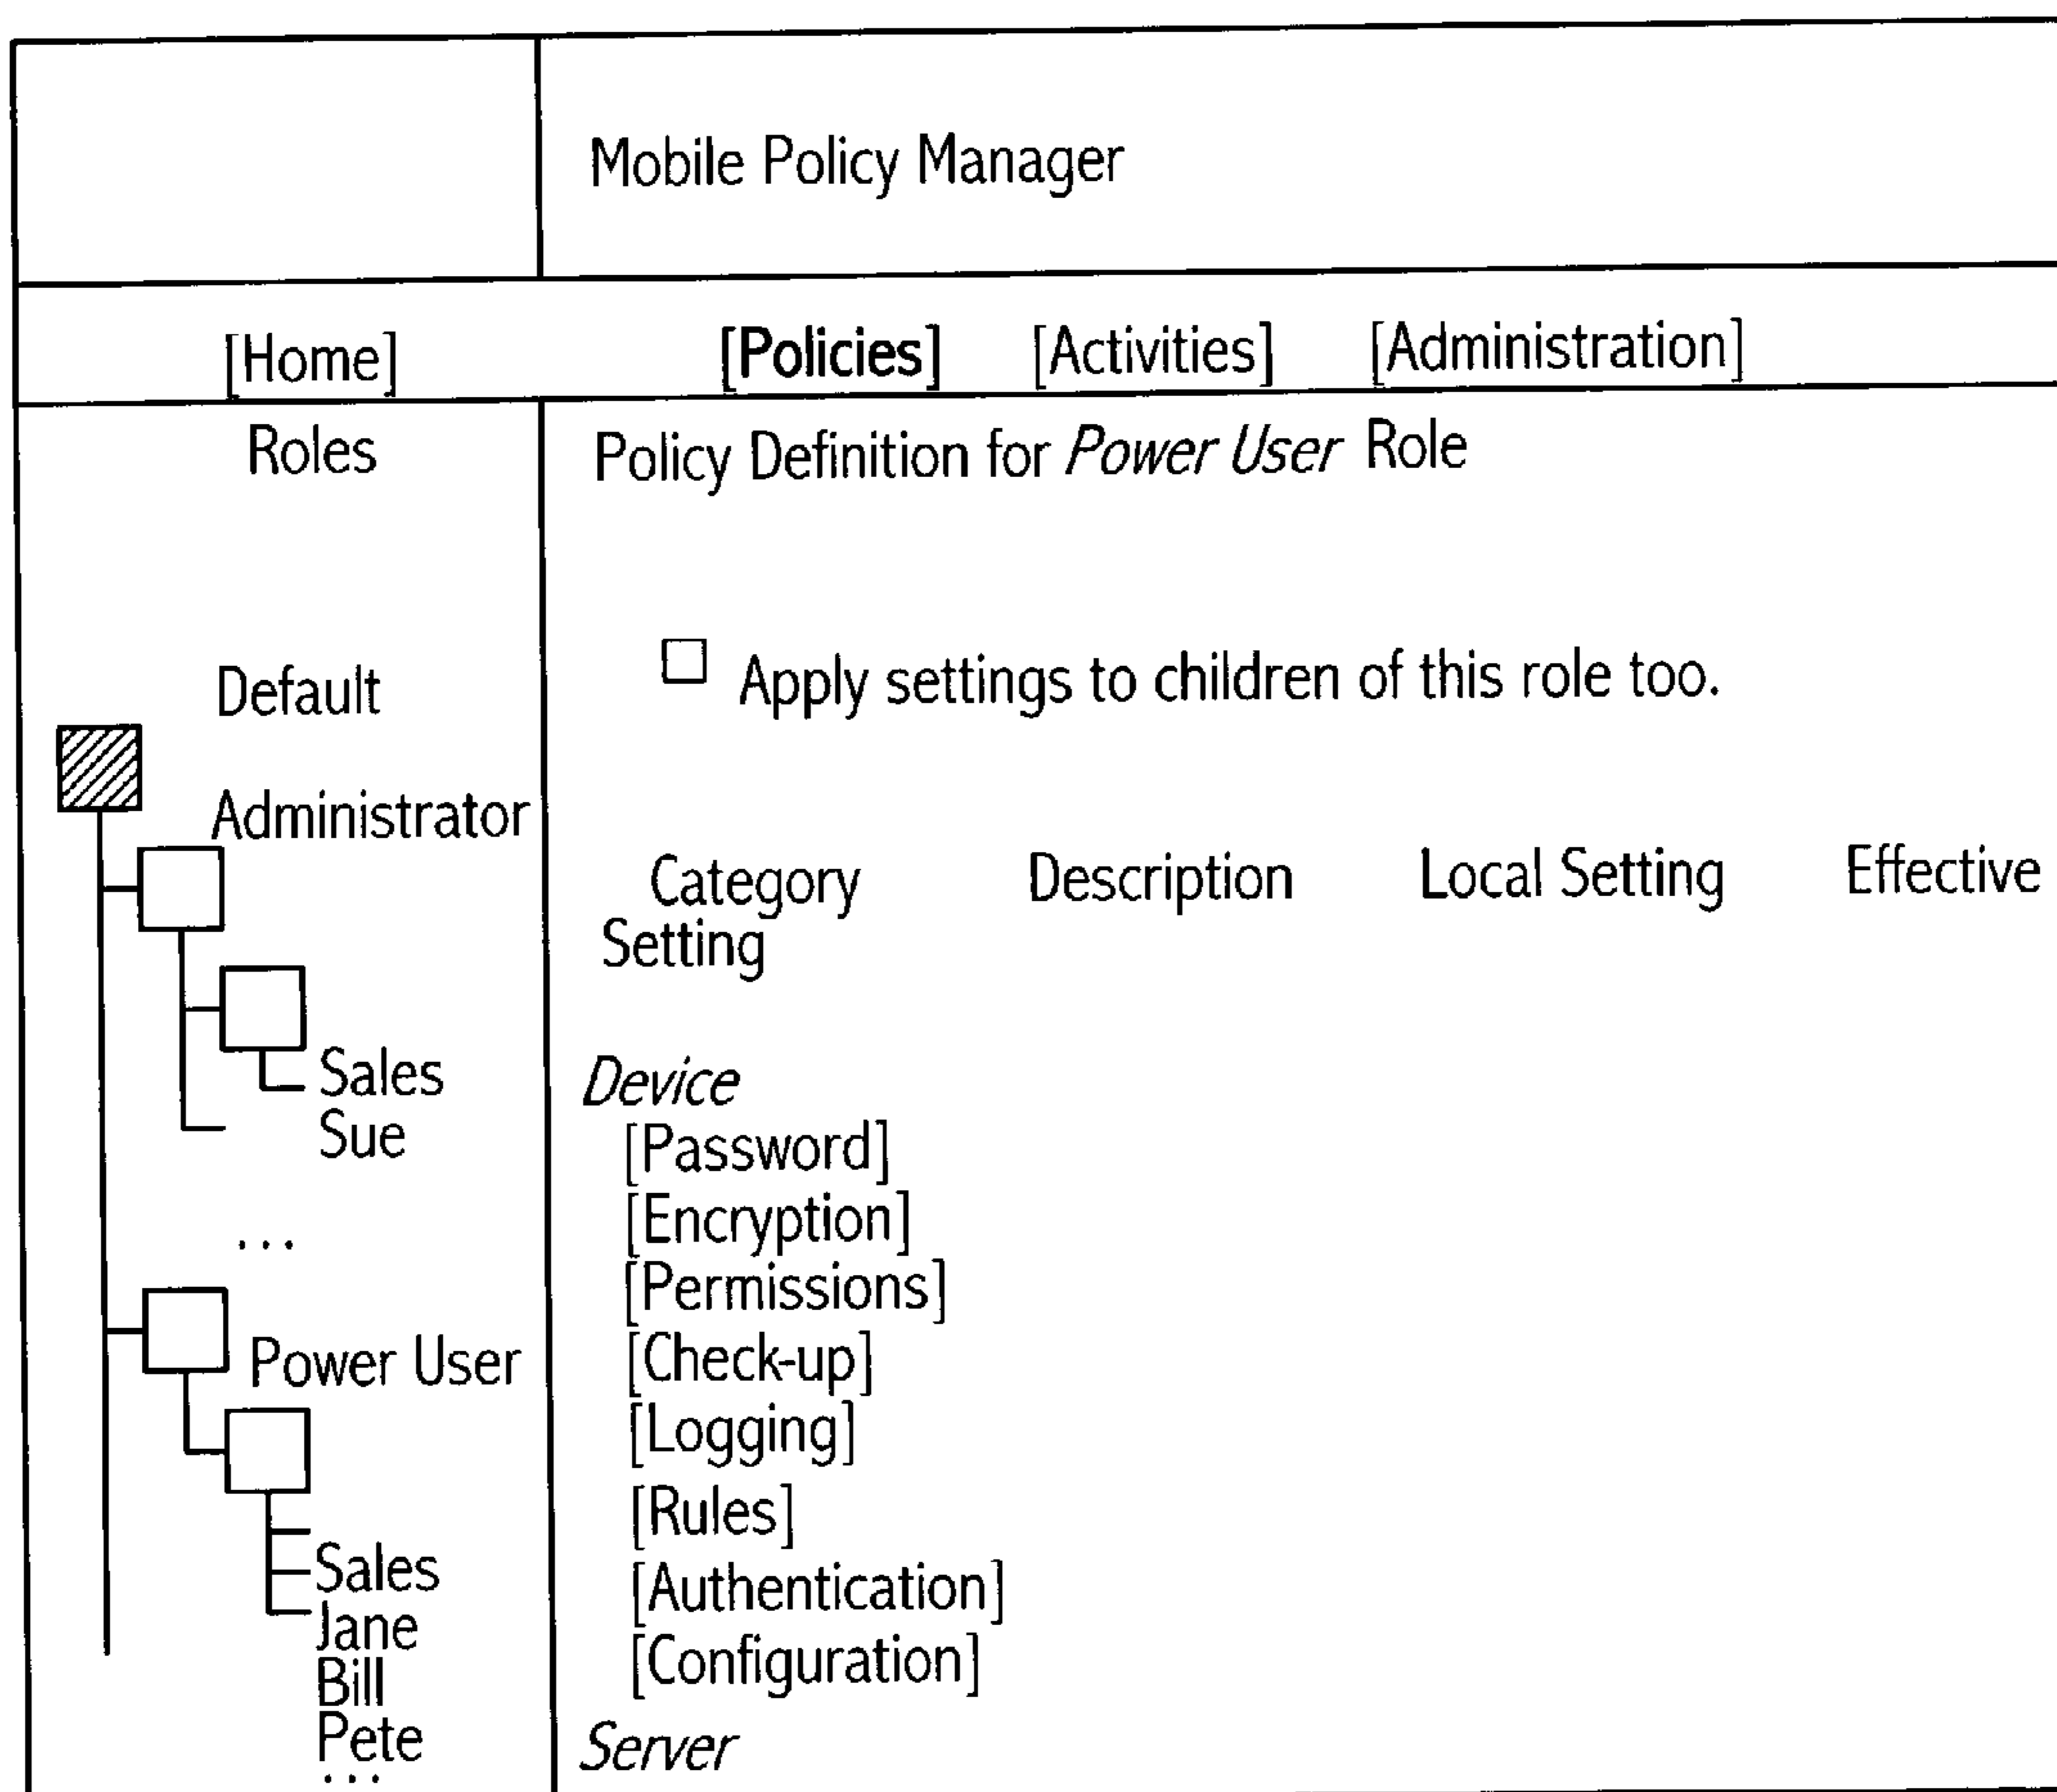 Mobile Policy Manager
[Home] [Policies] [Activities] [Administration]
Roles
Default
Administrator
Sales
Sue
...
Power User
Sales
Jane
Bill
Pete
...
Policy Definition for Power User Role
Apply settings to children of this role too.
Category Description Local Setting Effective
Setting
Device
[Password]
[Encryption]
[Permissions]
[Check-up]
[Logging]
[Rules]
[Authentication]
[Configuration]
Server